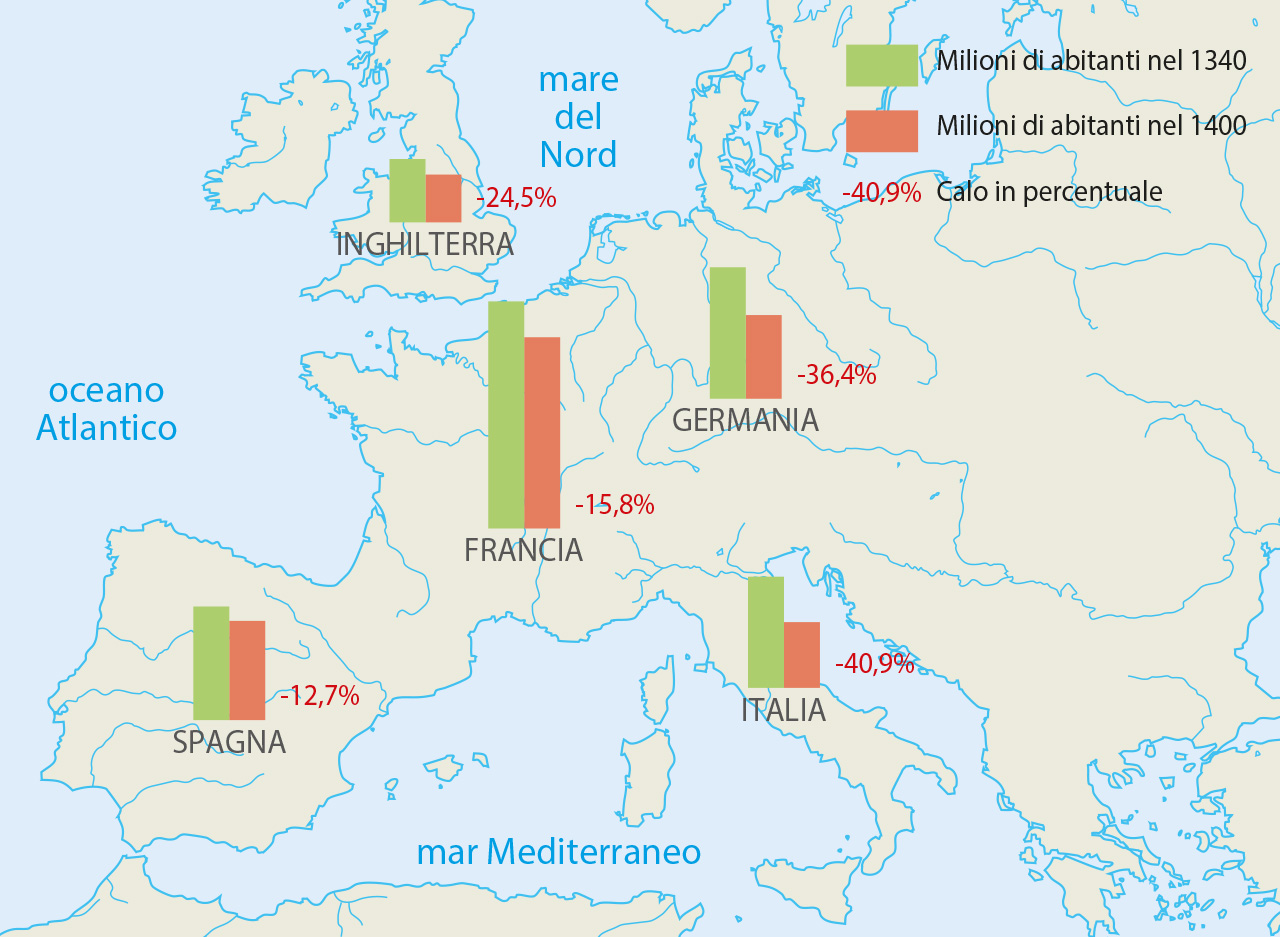 Milioni di abitanti nel 1340
Milioni di abitanti nel 1400
-40,9% Calo in percentuale
mare
del
Nord
-24,5%
INGHILTERRA
-36,4%
GERMANIA
oceano
Atlantico
-15,8%
FRANCIA
-40,9%
ITALIA
-12,7%
SPAGNA
mar Mediterraneo